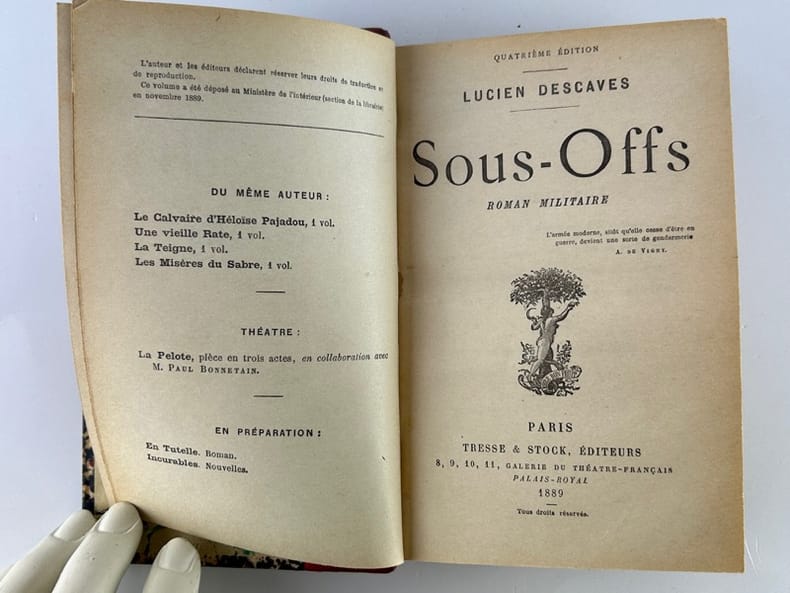 L'auteur et les éditeurs déclarent réserver leurs droits de traduction et
de reproduction.
Ce volume a été déposé au Ministère de l'intérieur (section de la librairie)
en novembre 1889.
DU MÊME AUTEUR :
Le Calvaire d'Héloïse Pajadou, 1 vol.
Une vieille Rate, 1 vol.
La Teigne, 1 vol.
Les Misères du Sabre, 1 vol.
THÉATRE :
La Pelote, pièce en trois actes, en collaboration avec
M. PAUL BONNETAIN.
EN PRÉPARATION :
En Tutelle. Roman.
Incurables. Nouvelles.
QUATRIÈME ÉDITION
LUCIEN DESCAVES
Sous-Offs
ROMAN MILITAIRE
L'armée moderne, sitôt qu'elle cesse d'être en
guerre, devient une sorte de gendarmerie
A. DE VIGNY.
PARIS
TRESSE & STOCK, ÉDITEURS
8, 9, 10, 11, GALERIE DU THÉATRE-FRANÇAIS
PALAIS-ROYAL
1889
Tous droits réservés.